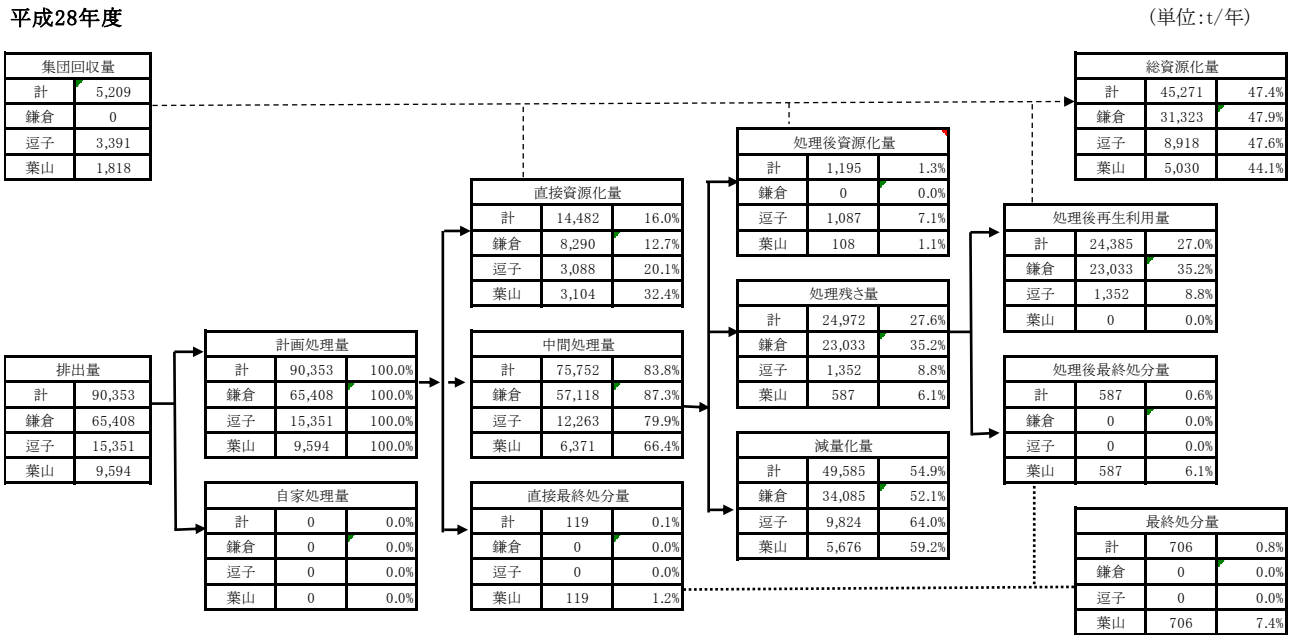 平成28年度
(単位:t/年)
集団回収量
計 5,209
鎌倉 0
逗子 3,391
葉山 1,818
総資源化量
計 45,271 47.4%
鎌倉 31,323 47.9%
逗子 8,918 47.6%
葉山 5,030 44.1%
処理後資源化量
計 1,195 1.3%
鎌倉 0 0.0%
逗子 1,087 7.1%
葉山 108 1.1%
直接資源化量
計 14,482 16.0%
鎌倉 8,290 12.7%
逗子 3,088 20.1%
葉山 3,104 32.4%
処理後再生利用量
計 24,385 27.0%
鎌倉 23,033 35.2%
逗子 1,352 8.8%
葉山 0 0.0%
処理残さ量
計 24,972 27.6%
鎌倉 23,033 35.2%
逗子 1,352 8.8%
葉山 587 6.1%
排出量
計 90,353
鎌倉 65,408
逗子 15,351
葉山 9,594
計画処理量
計 90,353 100.0%
鎌倉 65,408 100.0%
逗子 15,351 100.0%
葉山 9,594 100.0%
中間処理量
計 75,752 83.8%
鎌倉 57,118 87.3%
逗子 12,263 79.9%
葉山 6,371 66.4%
処理後最終処分量
計 587 0.6%
鎌倉 0 0.0%
逗子 0 0.0%
葉山 587 6.1%
減量化量
計 49,585 54.9%
鎌倉 34,085 52.1%
逗子 9,824 64.0%
葉山 5,676 59.2%
自家処理量
計 0 0.0%
鎌倉 0 0.0%
逗子 0 0.0%
葉山 0 0.0%
直接最終処分量
計 119 0.1%
鎌倉 0 0.0%
逗子 0 0.0%
葉山 119 1.2%
最終処分量
計 706 0.8%
鎌倉 0 0.0%
逗子 0 0.0%
葉山 706 7.4%